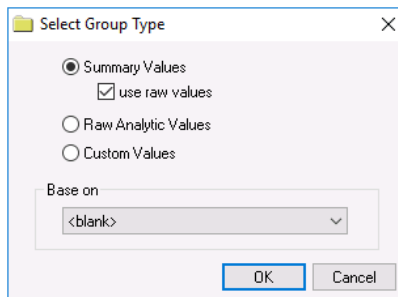 Select Group Type
Summary Values
use raw values
Raw Analytic Values
Custom Values
Base on
<blank>
OK Cancel